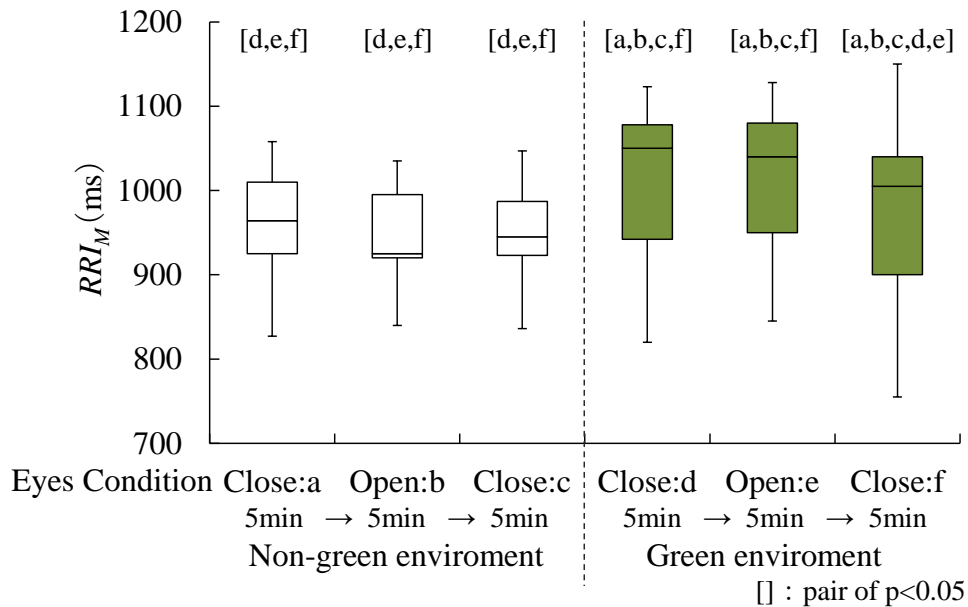 1200
[d,e,f] [d,e,f] [d,e,f] [a,b,c,f] [a,b,c,f] [a,b,c,d,e]
1100
1000
RRI_M (ms)
900
800
700
Eyes Condition Close:a Open:b Close:c Close:d Open:e Close:f
5min → 5min → 5min 5min → 5min → 5min
Non-green enviroment Green enviroment
[] : pair of p<0.05